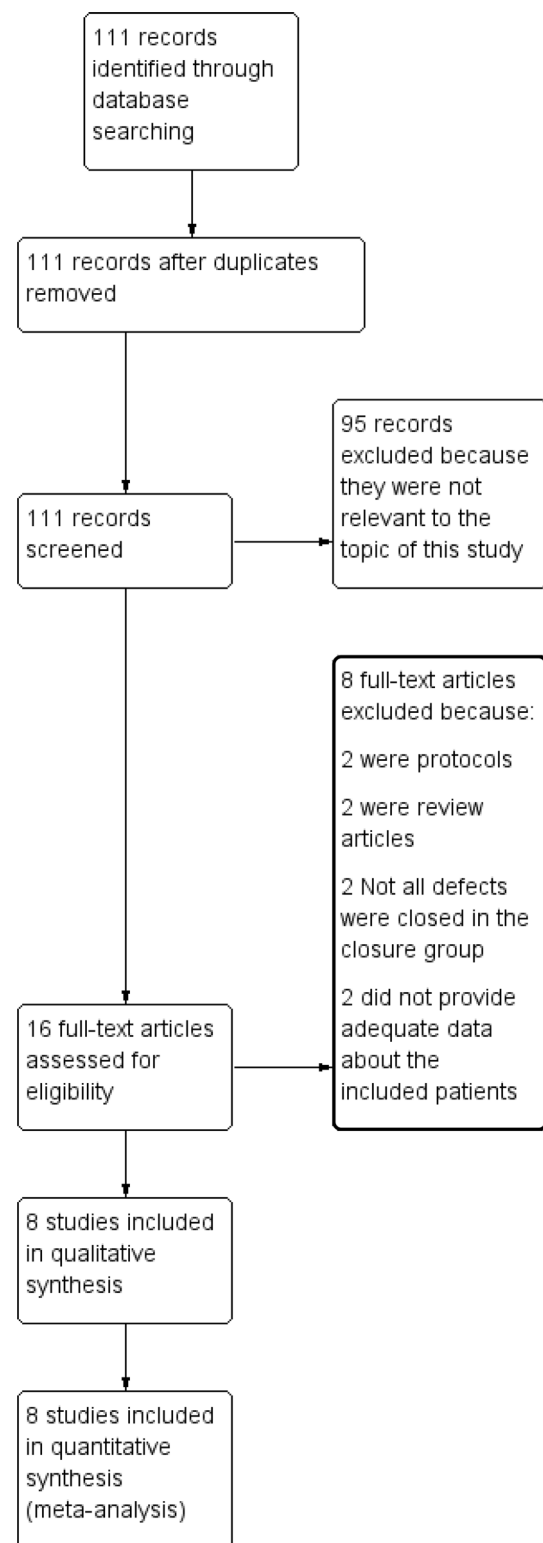 111 records
identified through
database
searching
111 records after duplicates
removed
95 records
excluded because
they were not
relevant to the
topic of this study
111 records
screened
8 full-text articles
excluded because:
2 were protocols
2 were review
articles
2 Not all defects
were closed in the
closure group
2 did not provide
adequate data
about the
included patients
16 full-text articles
assessed for
eligibility
8 studies included
in qualitative
synthesis
8 studies included
in quantitative
synthesis
(meta-analysis)